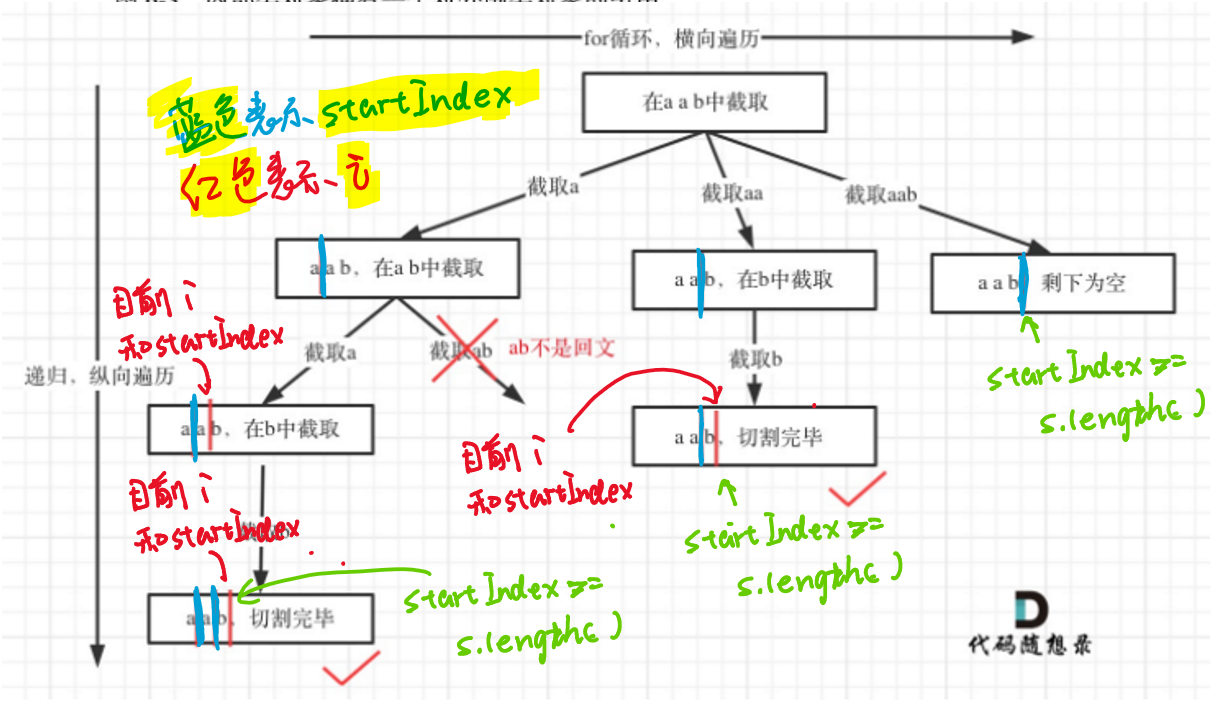 for循环，横向遍历
蓝色表示 startIndex
红色表示 i
在a a b中截取
截取a
截取aa
截取aab
a a b，在a b中截取
a a b，在b中截取
a a b 剩下为空
目前 i
和startIndex
截取a
截取ab
ab不是回文
截取b
startIndex >=
s.length()
递归，纵向遍历
a a b，在b中截取
目前 i
和startIndex
a a b，切割完毕
目前 i
和startIndex
startIndex >=
s.length()
startIndex >=
s.length()
a a b，切割完毕
代码随想录